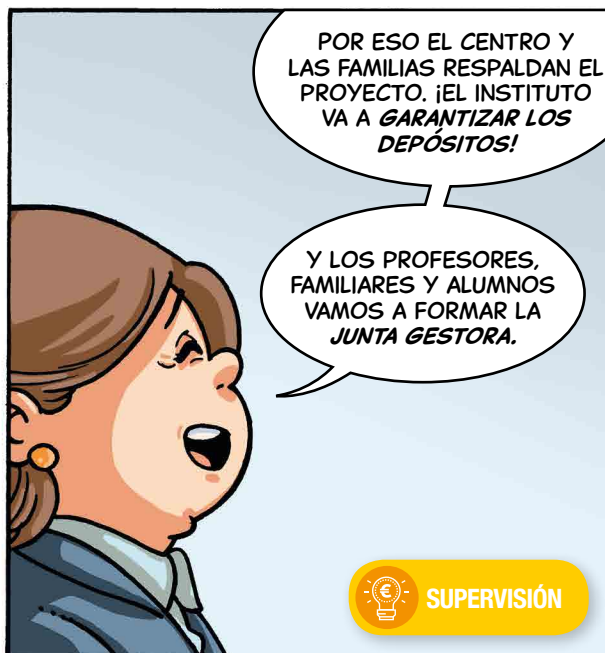 POR ESO EL CENTRO Y
LAS FAMILIAS RESPALDAN EL
PROYECTO. ¡EL INSTITUTO
VA A GARANTIZAR LOS
DEPÓSITOS!
Y LOS PROFESORES,
FAMILIARES Y ALUMNOS
VAMOS A FORMAR LA
JUNTA GESTORA.
€ SUPERVISIÓN